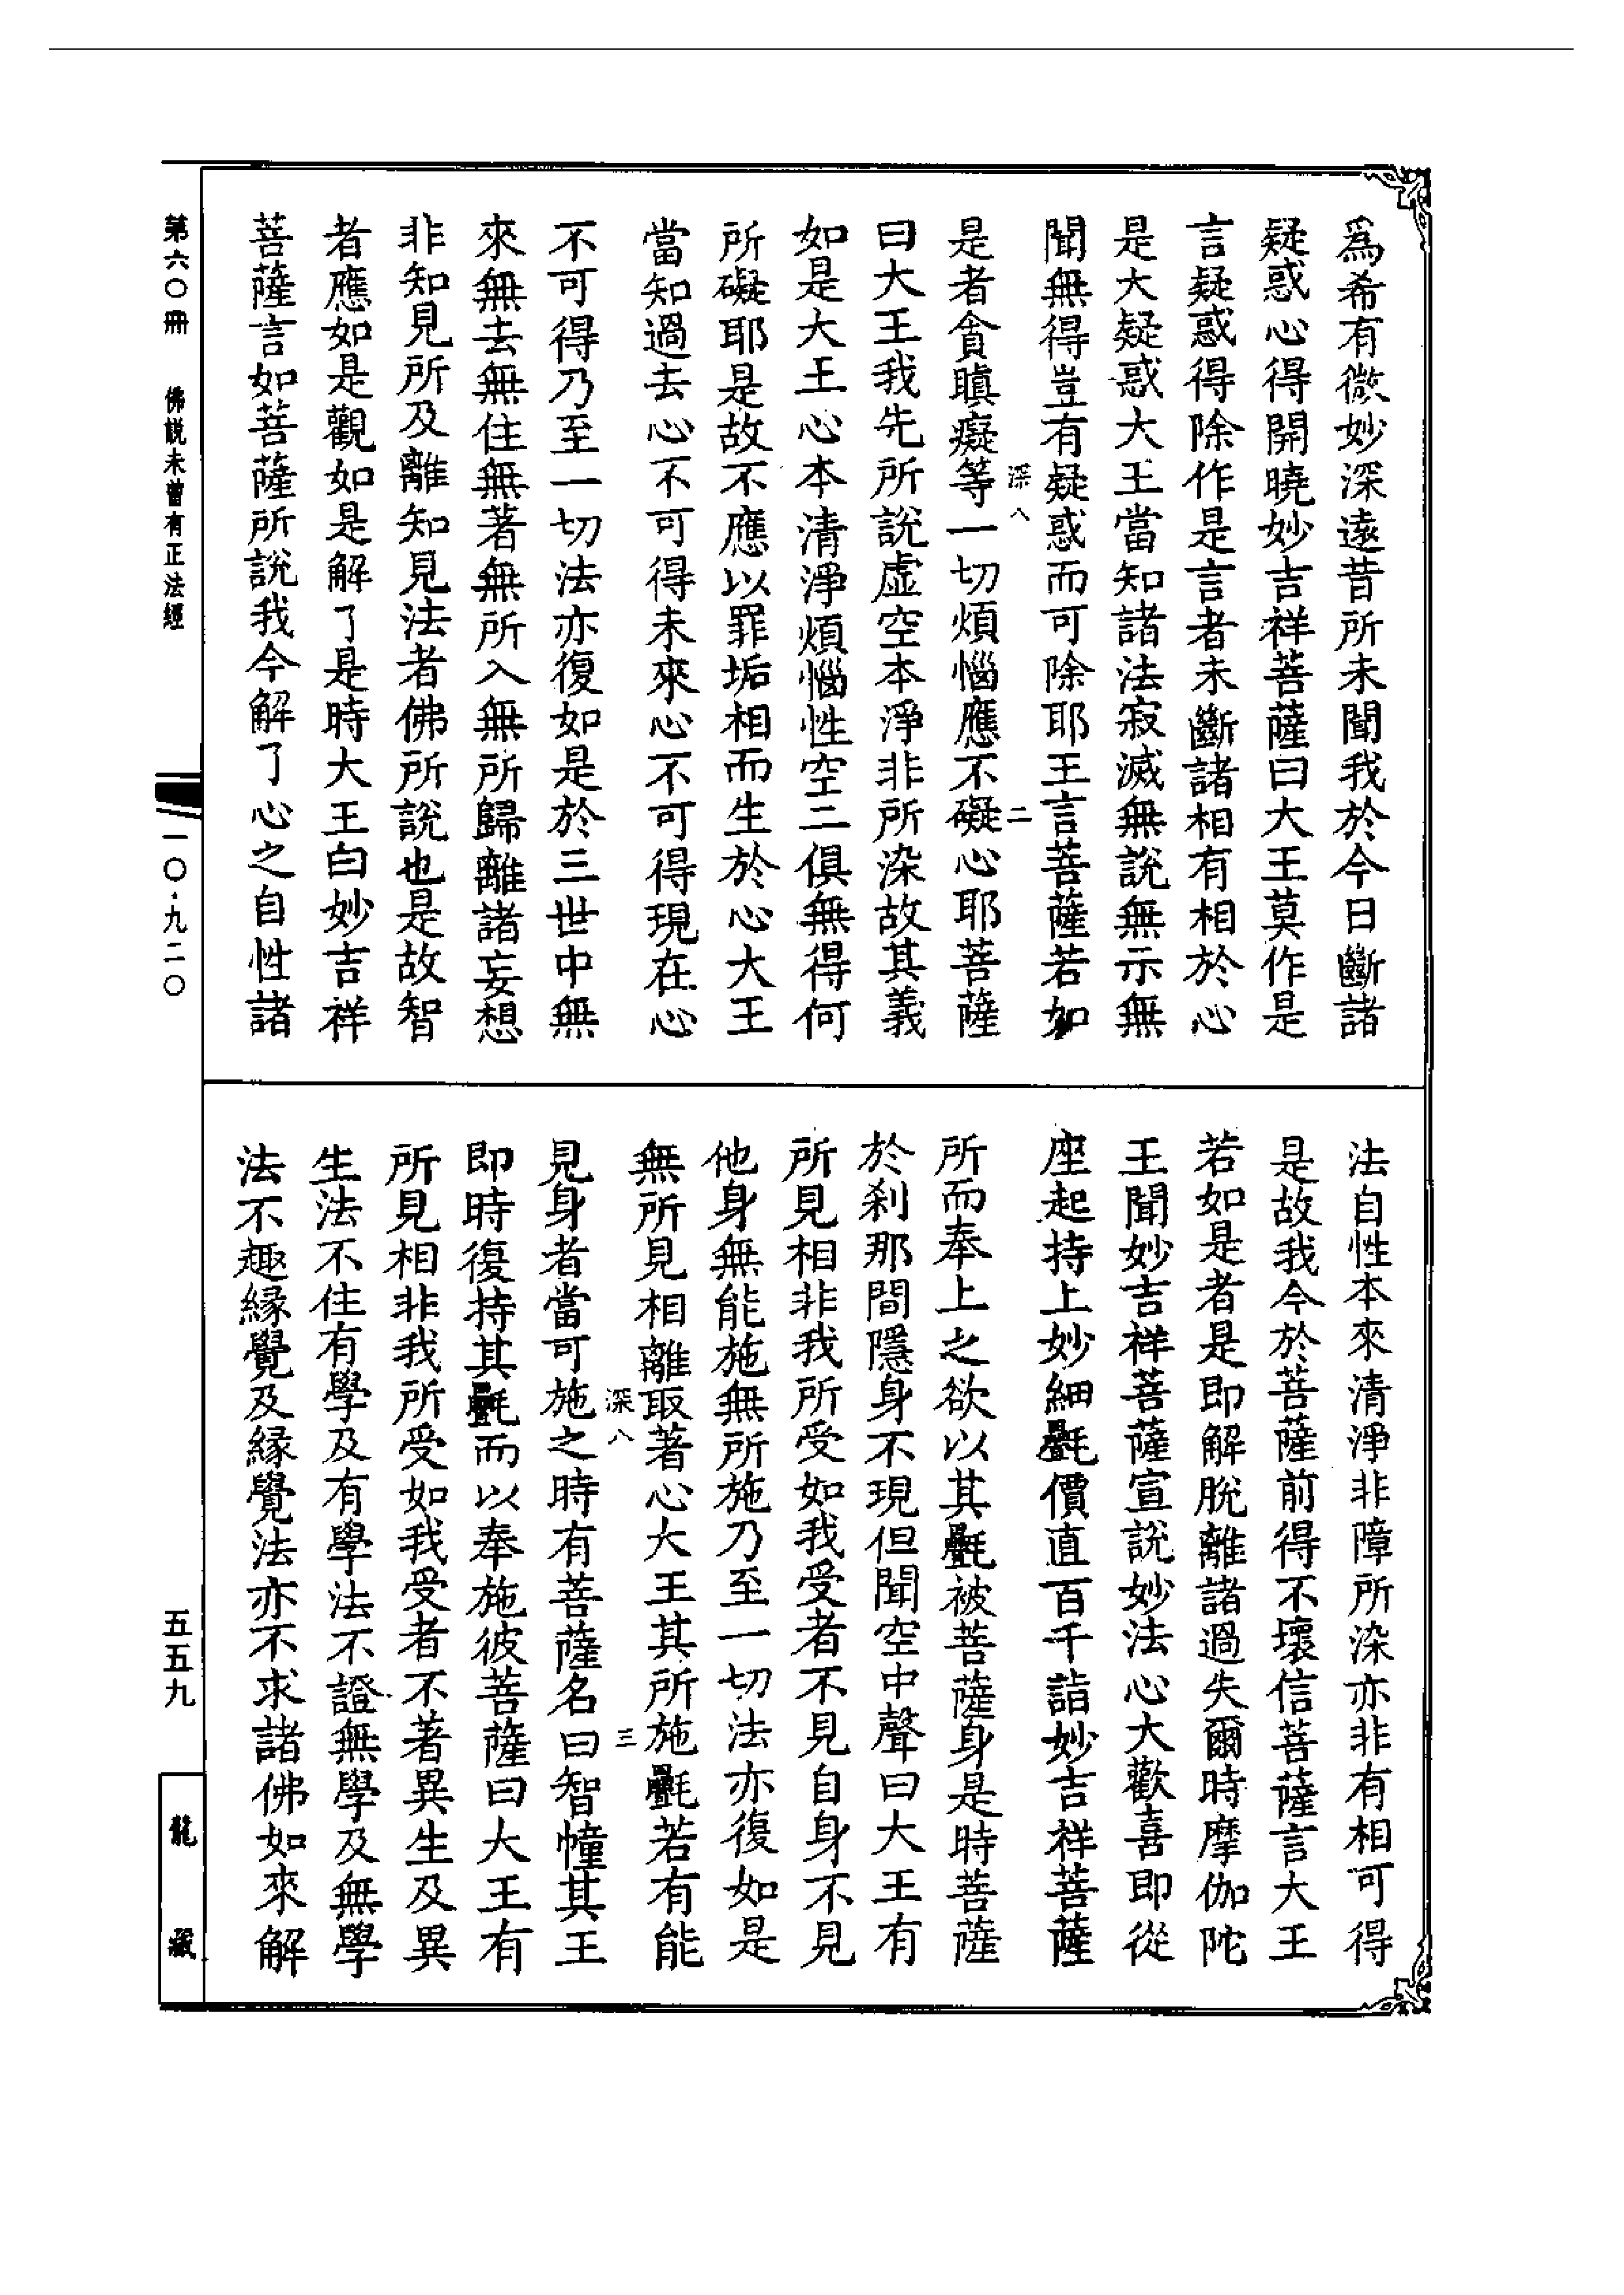 爲希有微妙深遠昔所未聞我於今日斷諸
疑惑心得開曉妙吉祥菩薩曰大王莫作是
言疑惑得除作是言者未斷諸相有相於心
是大疑惑大王當知諸法寂滅無說無示無
聞無得豈有疑惑而可除耶王言菩薩若如
深八 二
是者貪瞋癡等一切煩惱應不礙心耶菩薩
曰大王我先所說虛空本淨非所染故其義
如是大王心本清淨煩惱性空二俱無得何
所礙耶是故不應以罪垢相而生於心大王
當知過去心不可得未來心不可得現在心
不可得乃至一切法亦復如是於三世中無
來無去無住無著無所入無所歸離諸妄想
非知見所及離知見法者佛所說也是故智
者應如是觀如是解了是時大王白妙吉祥
菩薩言如菩薩所說我今解了心之自性諸
法自性本來清淨非障所染亦非有相可得
是故我今於菩薩前得不壞信菩薩言大王
若如是者是即解脫離諸過失爾時摩伽陀
王聞妙吉祥菩薩宣說妙法心大歡喜即從
座起持上妙細㲲價直百千詣妙吉祥菩薩
所而奉上之欲以其㲲被菩薩身是時菩薩
於刹那間隱身不現但聞空中聲曰大王有
所見相非我所受如我受者不見自身不見
他身無能施無所施乃至一切法亦復如是
無所見相離取著心大王其所施㲲若有能
深八 三
見身者當可施之時有菩薩名曰智幢其王
即時復持其㲲而以奉施彼菩薩曰大王有
所見相非我所受如我受者不著異生及異
生法不住有學及有學法不證無學及無學
法不趣緣覺及緣覺法亦不求諸佛如來解
第六〇冊 佛說未曾有正法經
一〇·九二〇
五五九
龍藏